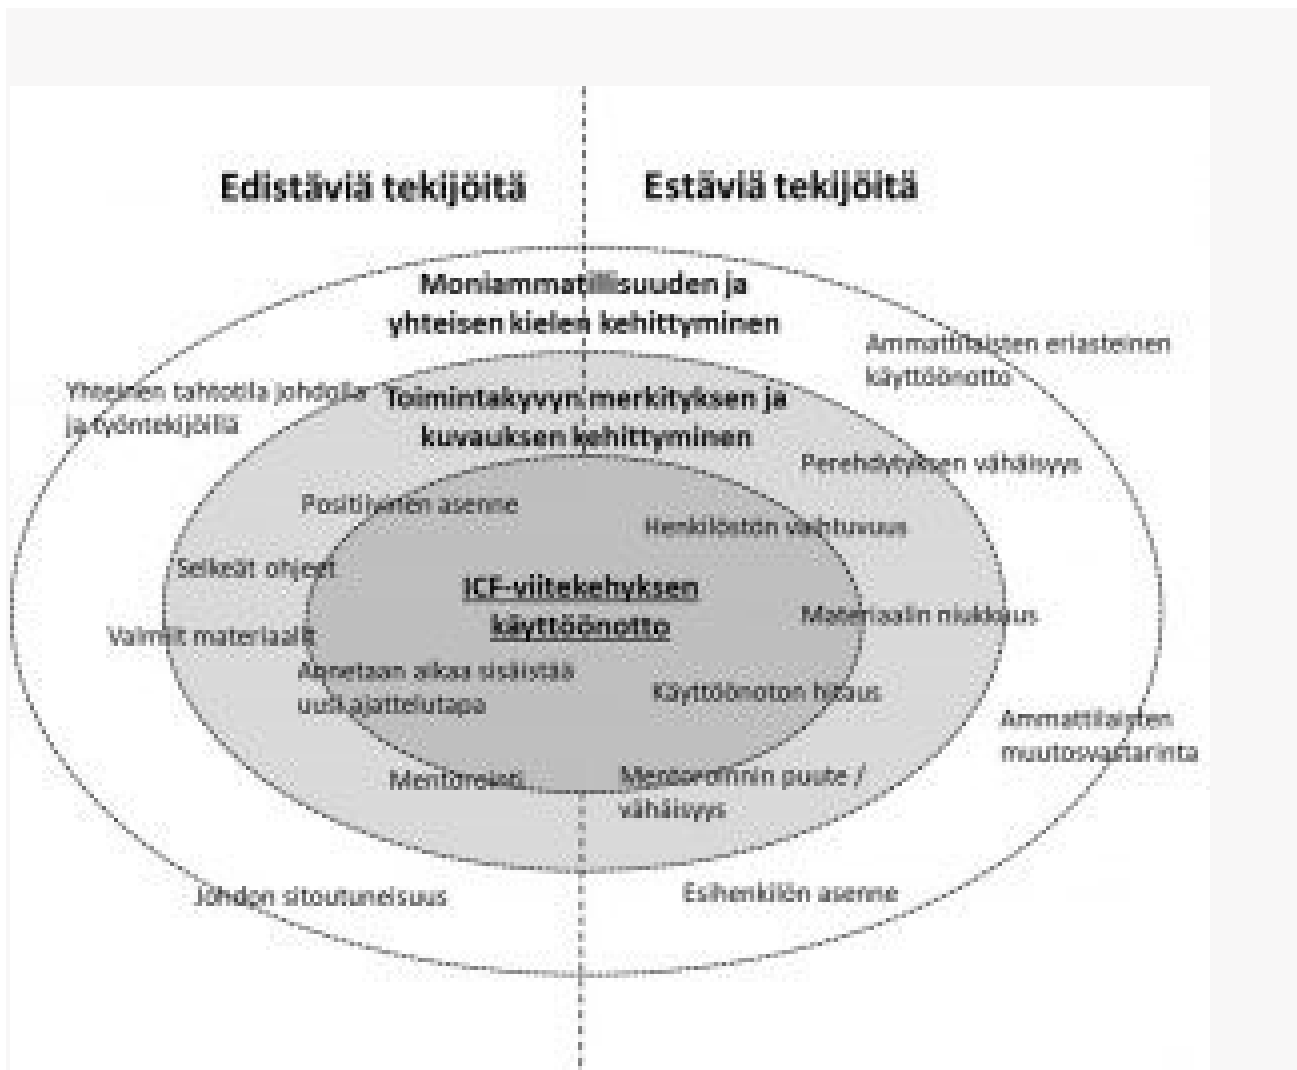 Edistäviä tekijöitä
Estäviä tekijöitä
Moniammatillisuuden ja
yhteisen kielen kehittyminen
Ammattilaisten eriasteinen
käyttöönotto
Yhteinen tahtotila johdolla
ja työntekijöillä
Toimintakyvyn merkityksen ja
kuvauksen kehittyminen
Perehdytyksen vähäisyys
Positiivinen asenne
Henkilöstön vaihtuvuus
Selkeät ohjeet
ICF-viitekehyksen
käyttöönotto
Valmiit materiaalit
Materiaalin niukkuus
Annetaan aikaa sisäistää
uusi ajattelutapa
Käyttöönoton hitaus
Ammattilaisten
muutosvastarinta
Mentorointi
Mentoroinnin puute /
vähäisyys
Johdon sitoutuneisuus
Esihenkilön asenne